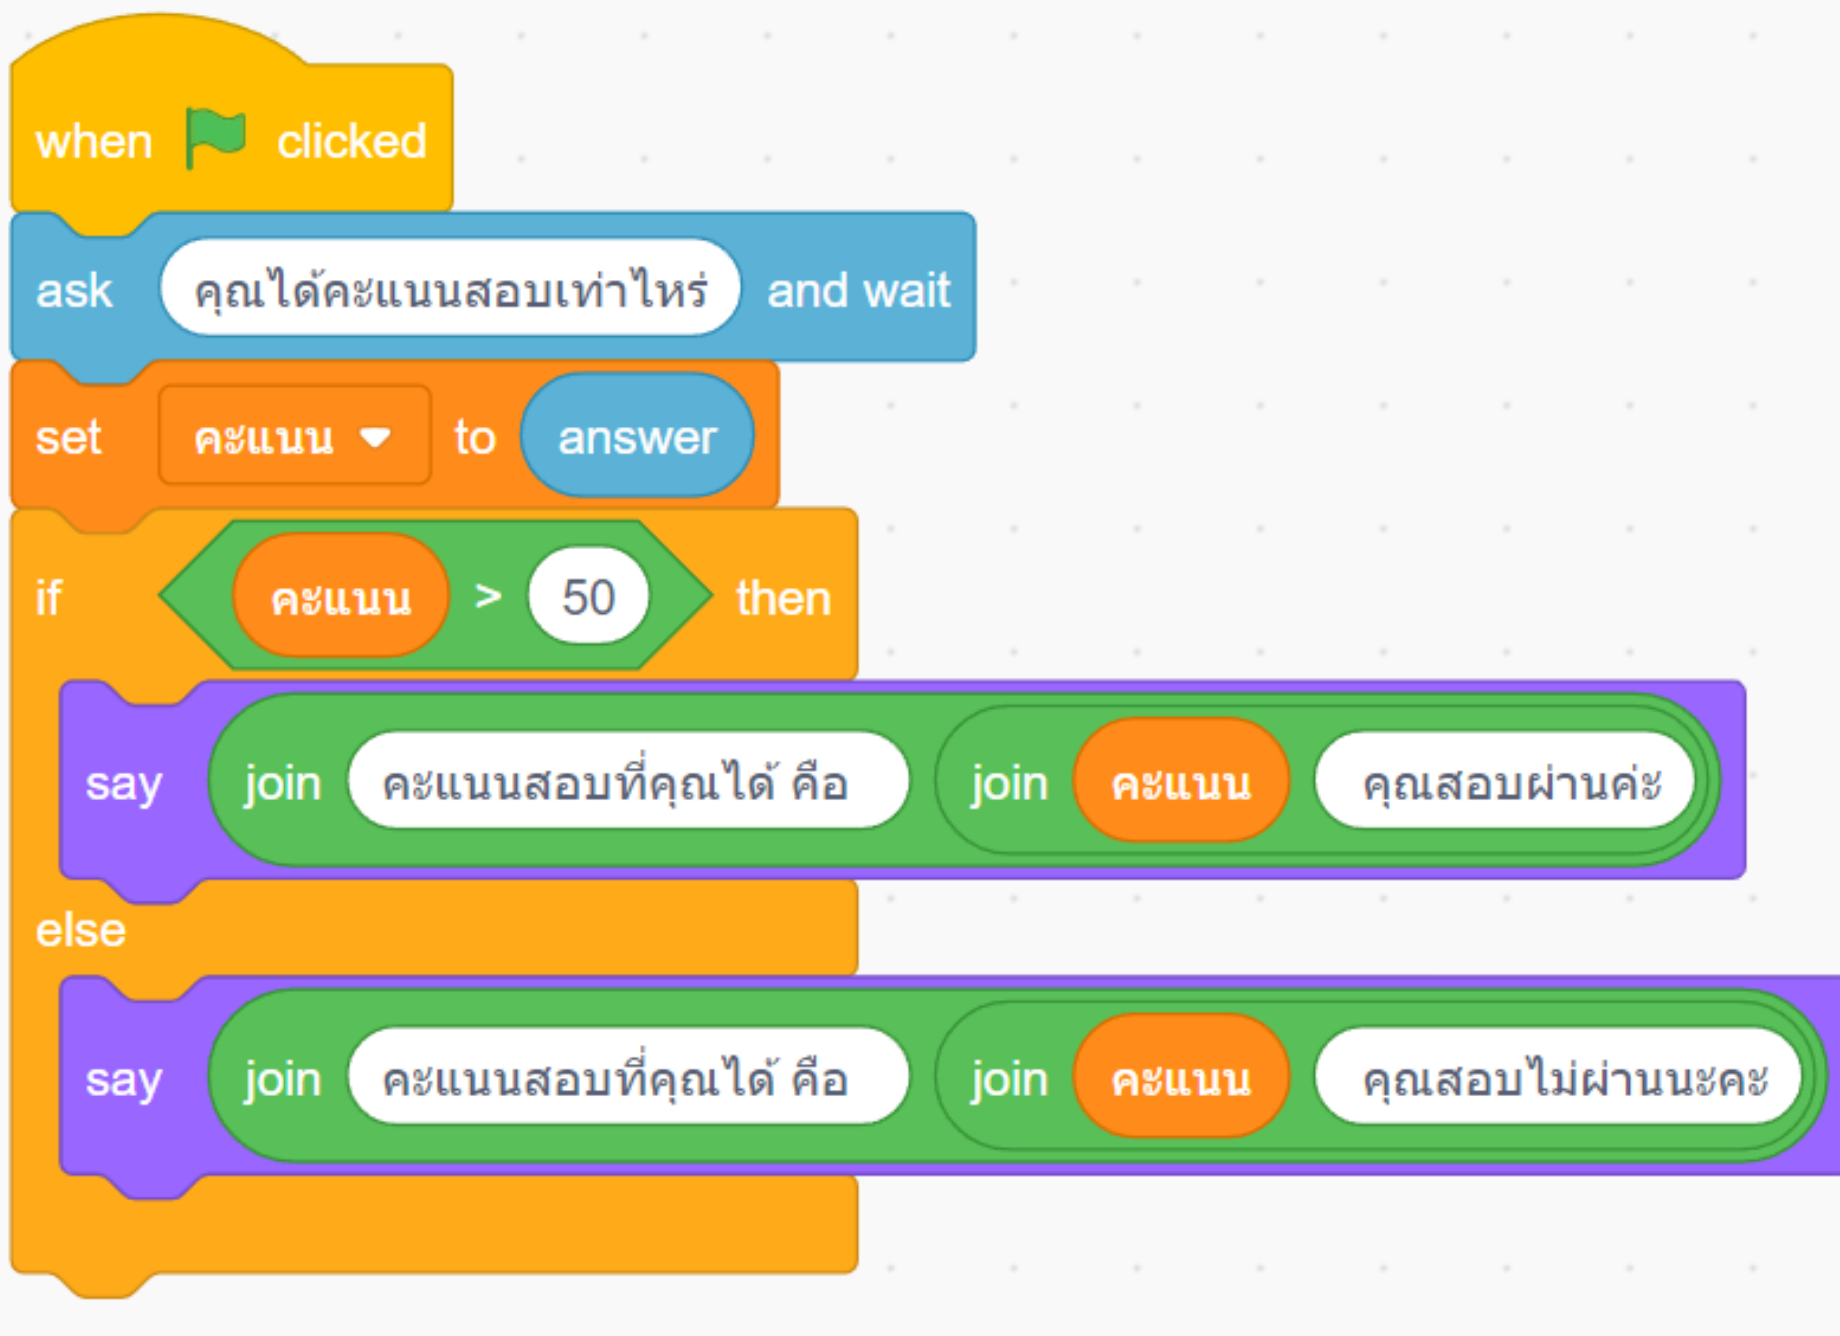 when clicked
ask คุณได้คะแนนสอบเท่าไหร่ and wait
set คะแนน to answer
if คะแนน > 50 then
say join คะแนนสอบที่คุณได้ คือ join คะแนน คุณสอบผ่านค่ะ
else
say join คะแนนสอบที่คุณได้ คือ join คะแนน คุณสอบไม่ผ่านนะคะ